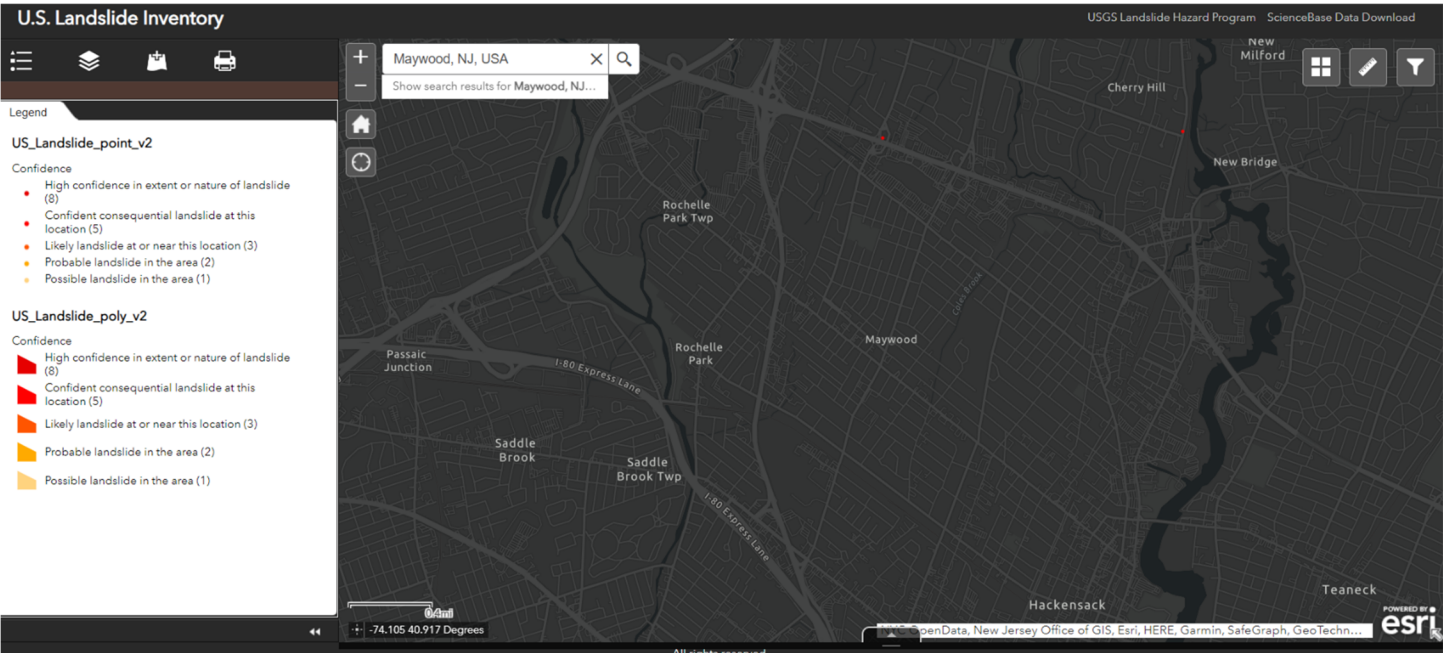 U.S. Landslide Inventory
USGS Landslide Hazard Program ScienceBase Data Download
Legend
US_Landslide_point_v2
Confidence
High confidence in extent or nature of landslide
(8)
Confident consequential landslide at this
location (5)
Likely landslide at or near this location (3)
Probable landslide in the area (2)
Possible landslide in the area (1)
US_Landslide_poly_v2
Confidence
High confidence in extent or nature of landslide
(8)
Confident consequential landslide at this
location (5)
Likely landslide at or near this location (3)
Probable landslide in the area (2)
Possible landslide in the area (1)
Maywood, NJ, USA
Show search results for Maywood, NJ...
New
Milford
Cherry Hill
New Bridge
Rochelle
Park Twp
Coles Brook
Maywood
Rochelle
Park
Passaic
Junction
I-80 Express Lane
Saddle
Brook
Saddle
Brook Twp
I-80 Express Lane
Teaneck
Hackensack
0.4mi
-74.105 40.917 Degrees
NYC OpenData, New Jersey Office of GIS, Esri, HERE, Garmin, SafeGraph, GeoTechn...
POWERED BY
esri
All rights reserved